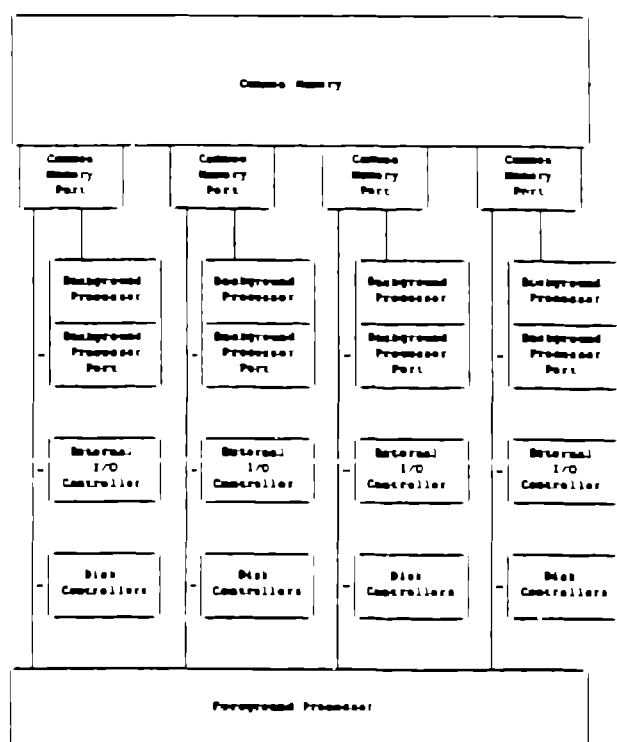 Common Memory
Common
Memory
Port
Common
Memory
Port
Common
Memory
Port
Common
Memory
Port
Background
Processor
Background
Processor
Background
Processor
Background
Processor
Background
Processor
Port
Background
Processor
Port
Background
Processor
Port
Background
Processor
Port
External
I/O
Controller
External
I/O
Controller
External
I/O
Controller
External
I/O
Controller
Disk
Controllers
Disk
Controllers
Disk
Controllers
Disk
Controllers
Foreground Processor